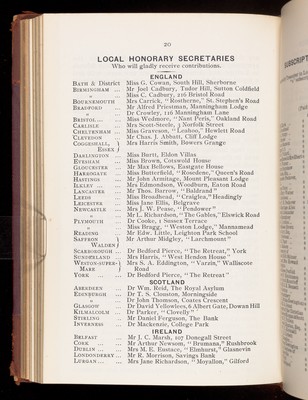 20
LOCAL HONORARY SECRETARIES
Who will gladly receive contributions.
ENGLAND
BATH & District Miss G. Cowan, South Hill, Sherborne
BIRMINGHAM ... Mr Joel Cadbury, Tudor Hill, Sutton Coldfield
" ... Miss C. Cadbury, 216 Bristol Road
BOURNEMOUTH Mrs Carrick, "Rostherne," St. Stephen's Road
BRADFORD ... Mr Alfred Priestman, Manningham Lodge
" ... Dr Crowley, 116 Manningham Lane
BRISTOL ... ... Miss Wedmore, "Nant Peris," Oakland Road
CARLISLE ... Mrs Scott-Steele, 3 Norfolk Street
CHELTENHAM ... Miss Graveson, "Leahoo," Hewlett Road
CLEVEDON ... Mr Chas. J. Abbatt, Cliff Lodge
COGGESHALL, ESSEX } Mrs Harris Smith, Bowers Grange
DARLINGTON ... Miss Hurtt, Eldon Villas
EVESHAM ... Miss Brown, Cotswold House
GLOUCESTER ... Mr Max Bellows, Eastgate House
HARROGATE ... Miss Butterfield, "Rosedene," Queen's Road
HASTINGS ... Mr John Armitage, Mount Pleasant Lodge
ILKLEY ... ... Mrs Edmondson, Woodburn, Eaton Road
LANCASTER ... Mr Thos. Barrow, "Baldrand"
LEEDS ... Miss Broadhead, "Craiglea," Headingly
LEICESTER ... Miss Jane Ellis, Belgrave
NEWCASTLE ... Mrs J. W. Pease, "Pendower"
" ... Mr L. Richardson, "The Gables," Elswick Road
PLYMOUTH ... Dr Cooke, 1 Sussex Terrace
" ... Miss Bragg, "Weston Lodge," Mannamead
READING ... Mr Edw. Little, Leighton Park School
SAFFRON WALDEN } Mr Arthur Midgley, "Larchmount"
SCARBOROUGH Dr Bedford Pierce, "The Retreat," York
SUNDERLAND ... Mrs Harris, "West Hendon House"
WESTON-SUPER-MARE } Mrs S. A. Eddington, "Varzin," Walliscote Road
YORK ... ... Dr Bedford Pierce, "The Retreat"
SCOTLAND
ABERDEEN ... Dr Wm. Reid, The Royal Asylum
EDINBURGH ... Dr T. S. Clouston, Morningside
" ... Dr John Thomson, Coates Crescent
GLASGOW ... Dr David Yellowlees, 6 Albert Gate, Dowan Hill
KILMALCOLM ... Dr Parker, "Clovelly"
STIRLING ... Mr Daniel Ferguson, The Bank
INVERNESS ... Dr Mackenzie, College Park
IRELAND
BELFAST ... Mr J. C. Marsh, 107 Donegall Street
CORK ... ... Mr Arthur Newsom, "Bramana," Rushbrook
DUBLIN ... ... Mrs M. E. Eustace, "Elmhurst," Glasnevin
LONDONDERRY ... Mr R. Morrison, Savings Bank
LURGAN ... ... Mrs Jane Richardson, "Moyallon," Gilford